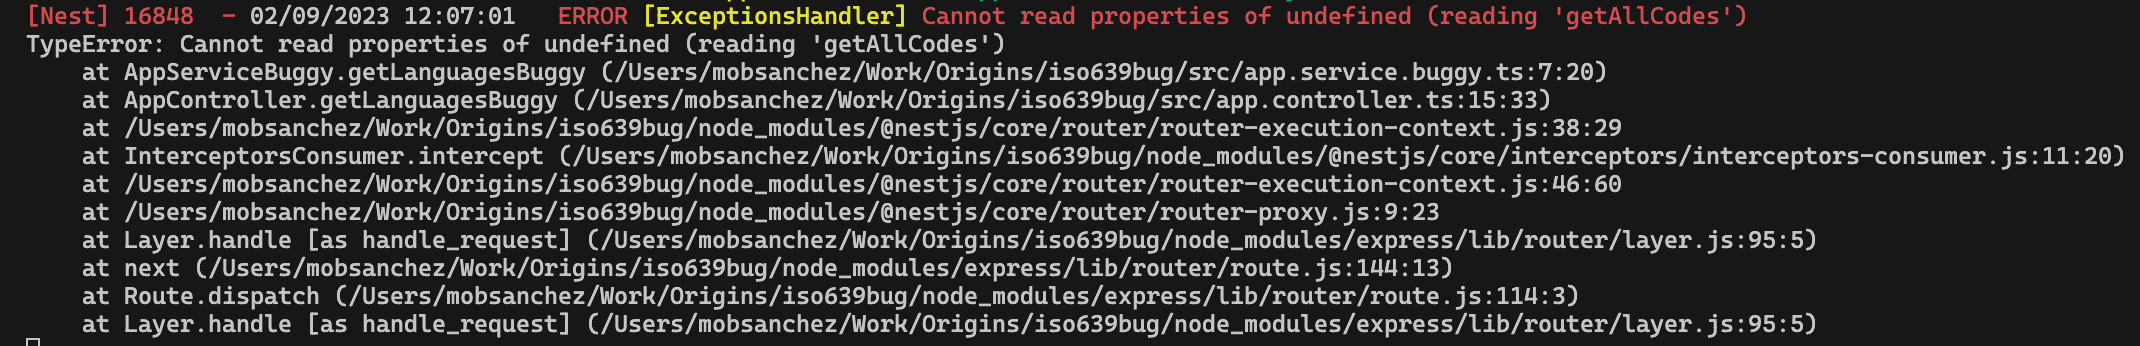 [Nest] 16848  - 02/09/2023 12:07:01   ERROR [ExceptionsHandler] Cannot read properties of undefined (reading 'getAllCodes')
TypeError: Cannot read properties of undefined (reading 'getAllCodes')
    at AppServiceBuggy.getLanguagesBuggy (/Users/mobsanchez/Work/Origins/iso639bug/src/app.service.buggy.ts:7:20)
    at AppController.getLanguagesBuggy (/Users/mobsanchez/Work/Origins/iso639bug/src/app.controller.ts:15:33)
    at /Users/mobsanchez/Work/Origins/iso639bug/node_modules/@nestjs/core/router/router-execution-context.js:38:29
    at InterceptorsConsumer.intercept (/Users/mobsanchez/Work/Origins/iso639bug/node_modules/@nestjs/core/interceptors/interceptors-consumer.js:11:20)
    at /Users/mobsanchez/Work/Origins/iso639bug/node_modules/@nestjs/core/router/router-execution-context.js:46:60
    at /Users/mobsanchez/Work/Origins/iso639bug/node_modules/@nestjs/core/router/router-proxy.js:9:23
    at Layer.handle [as handle_request] (/Users/mobsanchez/Work/Origins/iso639bug/node_modules/express/lib/router/layer.js:95:5)
    at next (/Users/mobsanchez/Work/Origins/iso639bug/node_modules/express/lib/router/route.js:144:13)
    at Route.dispatch (/Users/mobsanchez/Work/Origins/iso639bug/node_modules/express/lib/router/route.js:114:3)
    at Layer.handle [as handle_request] (/Users/mobsanchez/Work/Origins/iso639bug/node_modules/express/lib/router/layer.js:95:5)